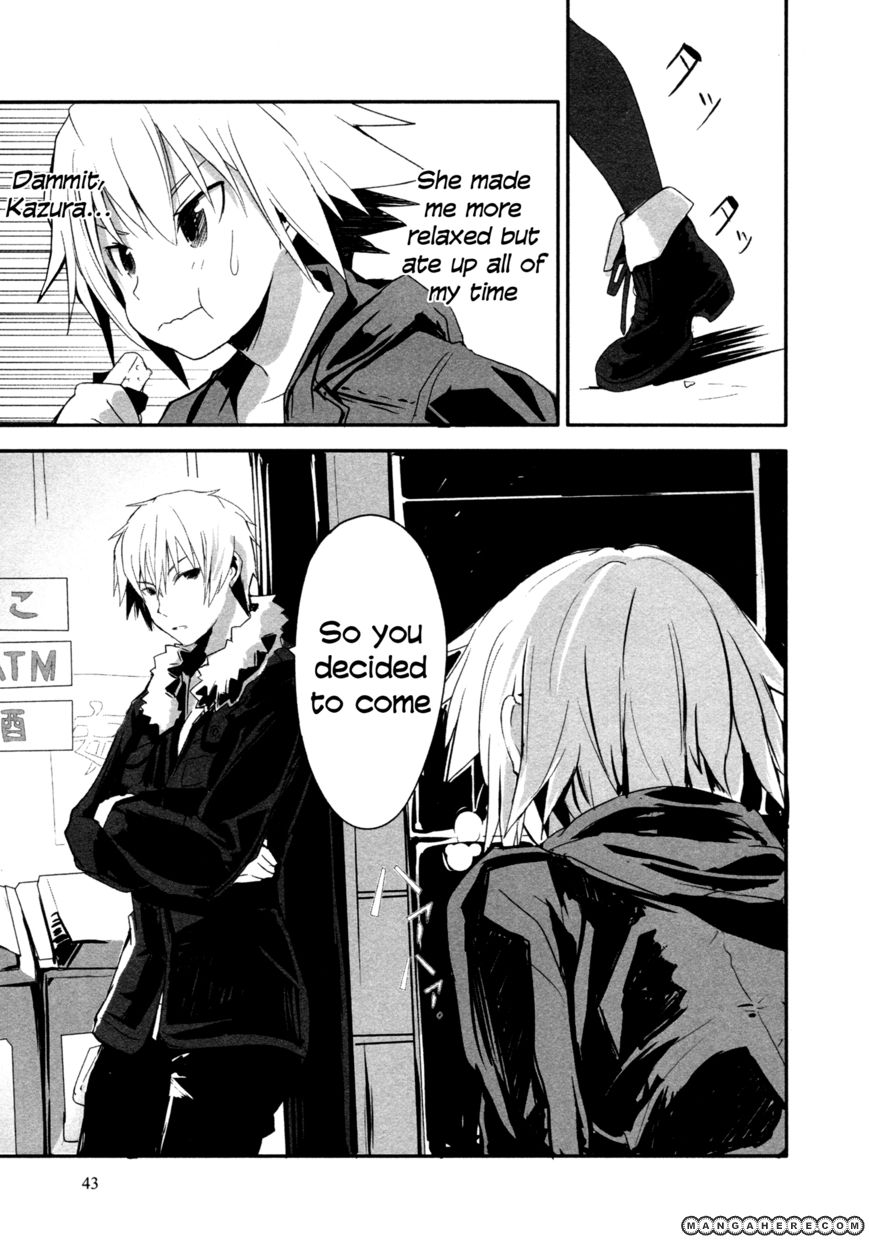 タッ
タッ
She made
me more
relaxed but
ate up all of
my time
Dammit,
Kazura...
So you
decided
to come
こ
ATM
酒
43
MANGAHERE.COM